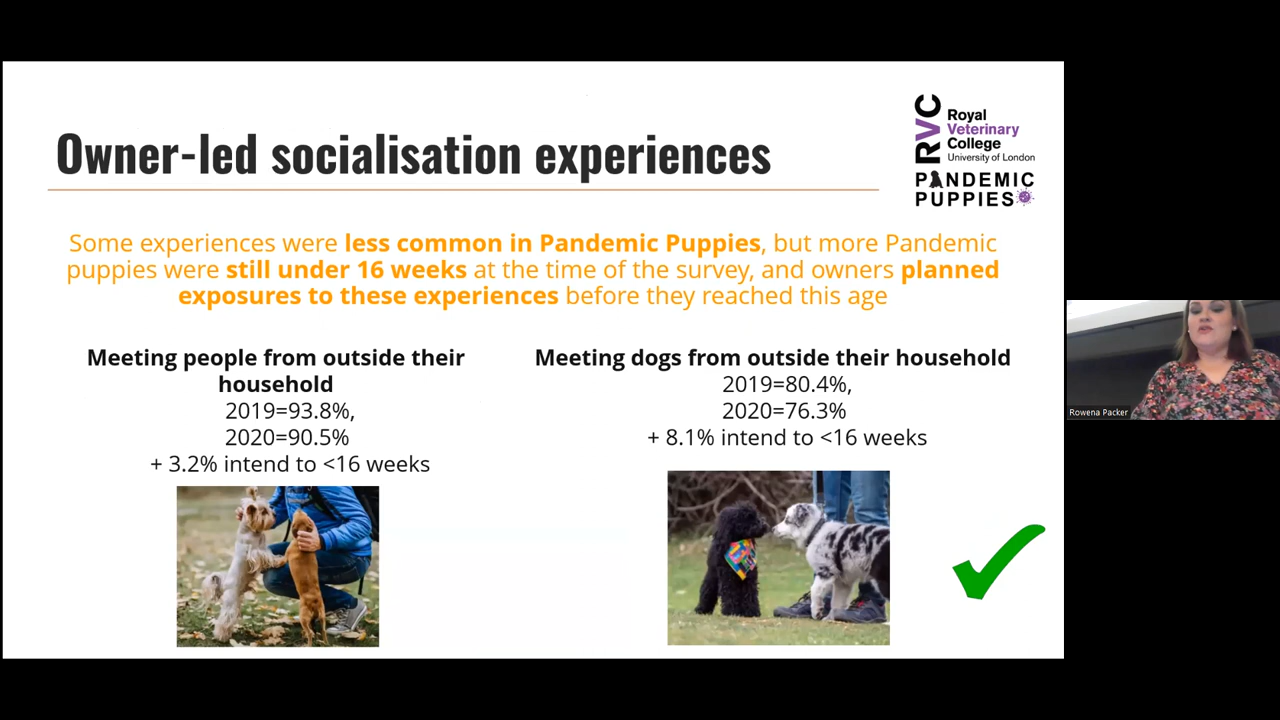 Owner-led socialisation experiences
RVC
Royal
Veterinary
College
University of London
PANDEMIC
PUPPIES
Some experiences were less common in Pandemic Puppies, but more Pandemic
puppies were still under 16 weeks at the time of the survey, and owners planned
exposures to these experiences before they reached this age
Meeting people from outside their
household
2019=93.8%,
2020=90.5%
+ 3.2% intend to <16 weeks
Meeting dogs from outside their household
2019=80.4%,
2020=76.3%
+ 8.1% intend to <16 weeks
Rowena Packer